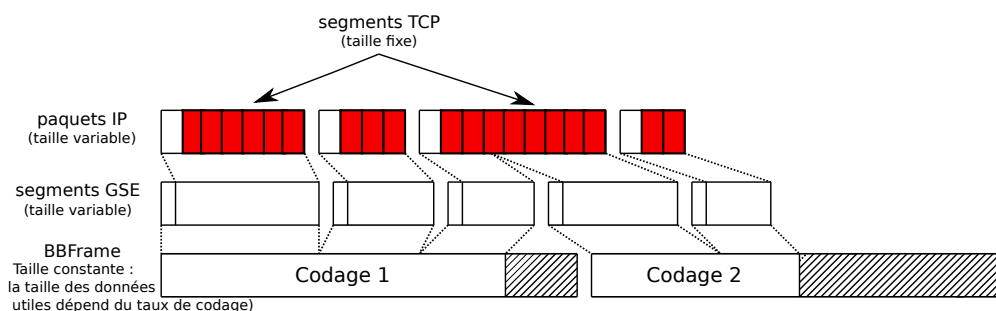 segments TCP
(taille fixe)
paquets IP
(taille variable)
segments GSE
(taille variable)
BBFrame
Taille constante :
la taille des données
utiles dépend du taux de codage)
Codage 1
Codage 2